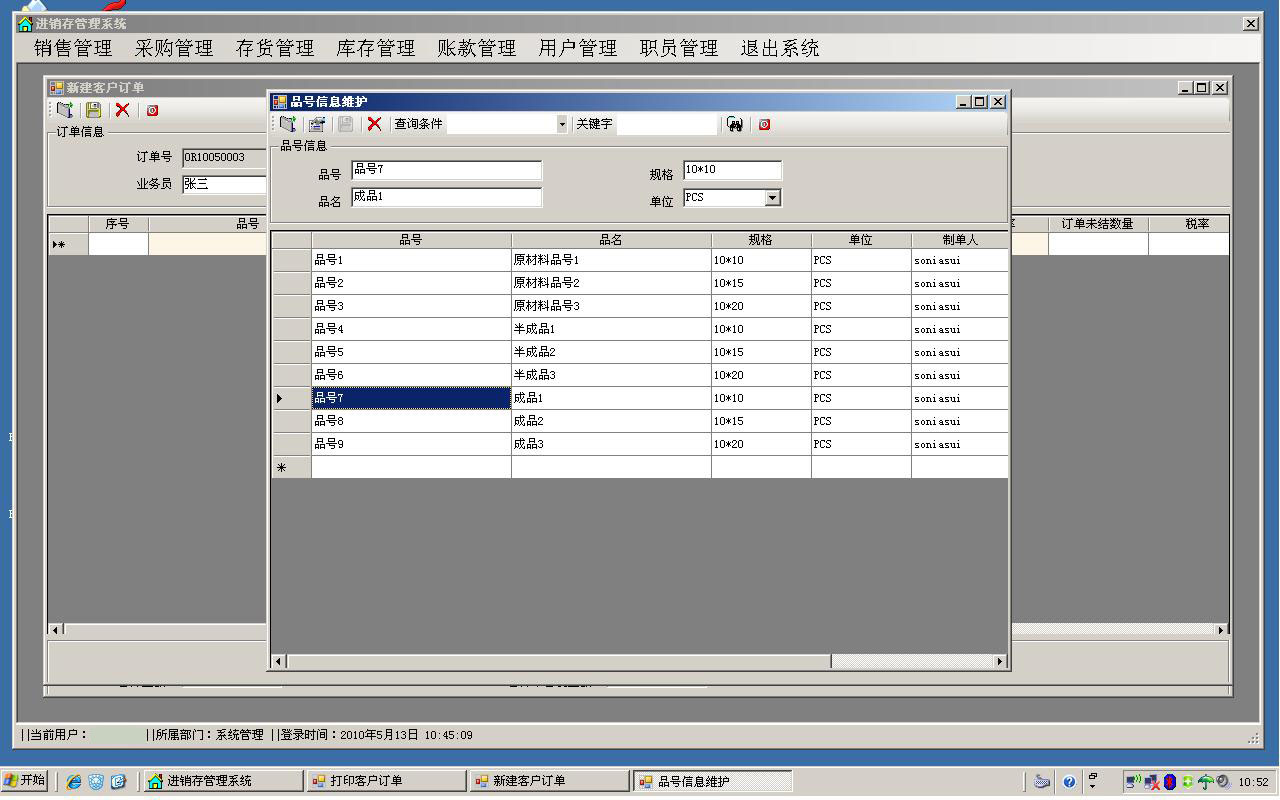 进销存管理系统
销售管理 采购管理 存货管理 库存管理 账款管理 用户管理 职员管理 退出系统
新建客户订单
品号信息维护
查询条件 关键字
订单信息
品号信息
订单号 OR10050003
业务员 张三
品号 品号7 规格 10*10
品名 成品1 单位 PCS
序号 品号 订单未结数量 税率
品号 品名 规格 单位 制单人
品号1 原材料品号1 10*10 PCS soniasui
品号2 原材料品号2 10*15 PCS soniasui
品号3 原材料品号3 10*20 PCS soniasui
品号4 半成品1 10*10 PCS soniasui
品号5 半成品2 10*15 PCS soniasui
品号6 半成品3 10*20 PCS soniasui
品号7 成品1 10*10 PCS soniasui
品号8 成品2 10*15 PCS soniasui
品号9 成品3 10*20 PCS soniasui
||当前用户： ||所属部门：系统管理 ||登录时间：2010年5月13日 10:45:09
开始 进销存管理系统 打印客户订单 新建客户订单 品号信息维护 10:52